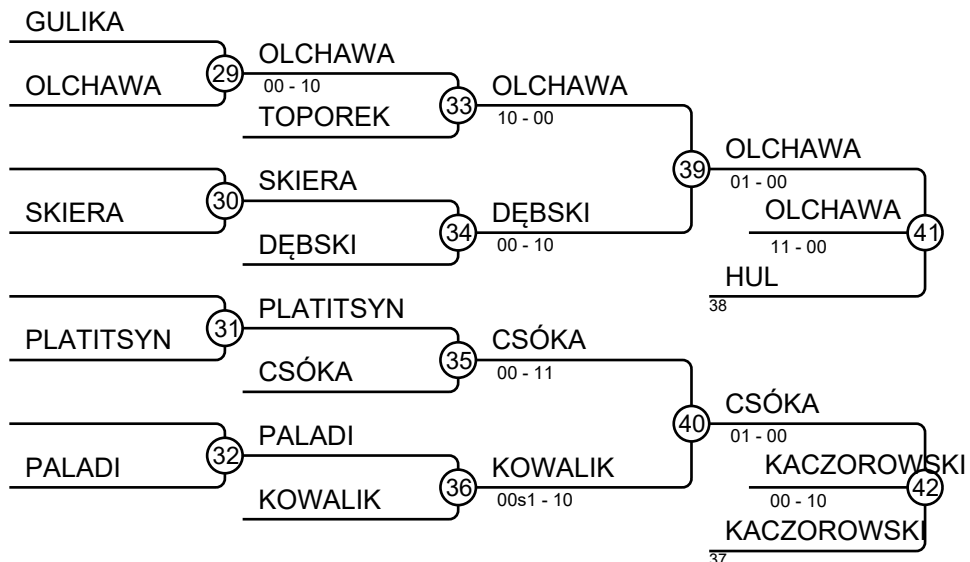 GULIKA
OLCHAWA
29
OLCHAWA
00 - 10
TOPOREK
33
OLCHAWA
10 - 00
SKIERA
30
SKIERA
DĘBSKI
34
DĘBSKI
00 - 10
39
OLCHAWA
01 - 00
OLCHAWA
11 - 00
41
HUL
38
PLATITSYN
31
PLATITSYN
CSÓKA
35
CSÓKA
00 - 11
PALADI
32
PALADI
KOWALIK
36
KOWALIK
00s1 - 10
40
CSÓKA
01 - 00
KACZOROWSKI
00 - 10
42
KACZOROWSKI
37